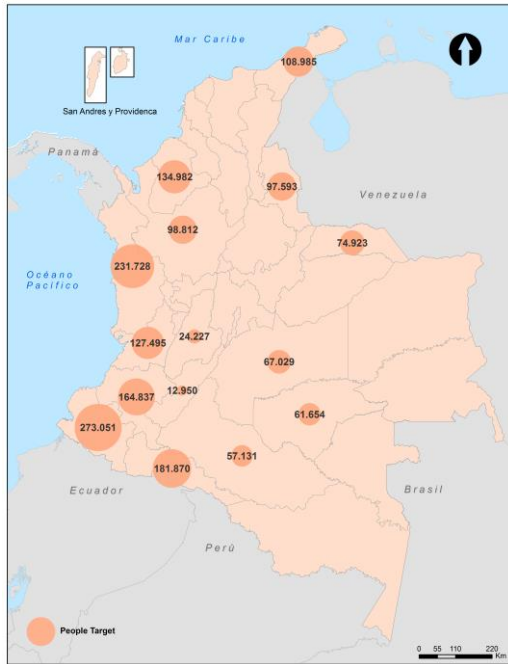 Mar Caribe
108.985
San Andres y Providenca
Panamá
134.982
97.593
Venezuela
98.812
74.923
231.728
Océano
Pacífico
24.227
127.495
67.029
12.950
164.837
61.654
273.051
57.131
181.870
Ecuador
Brasil
Perú
People Target
0 55 110 220
Km